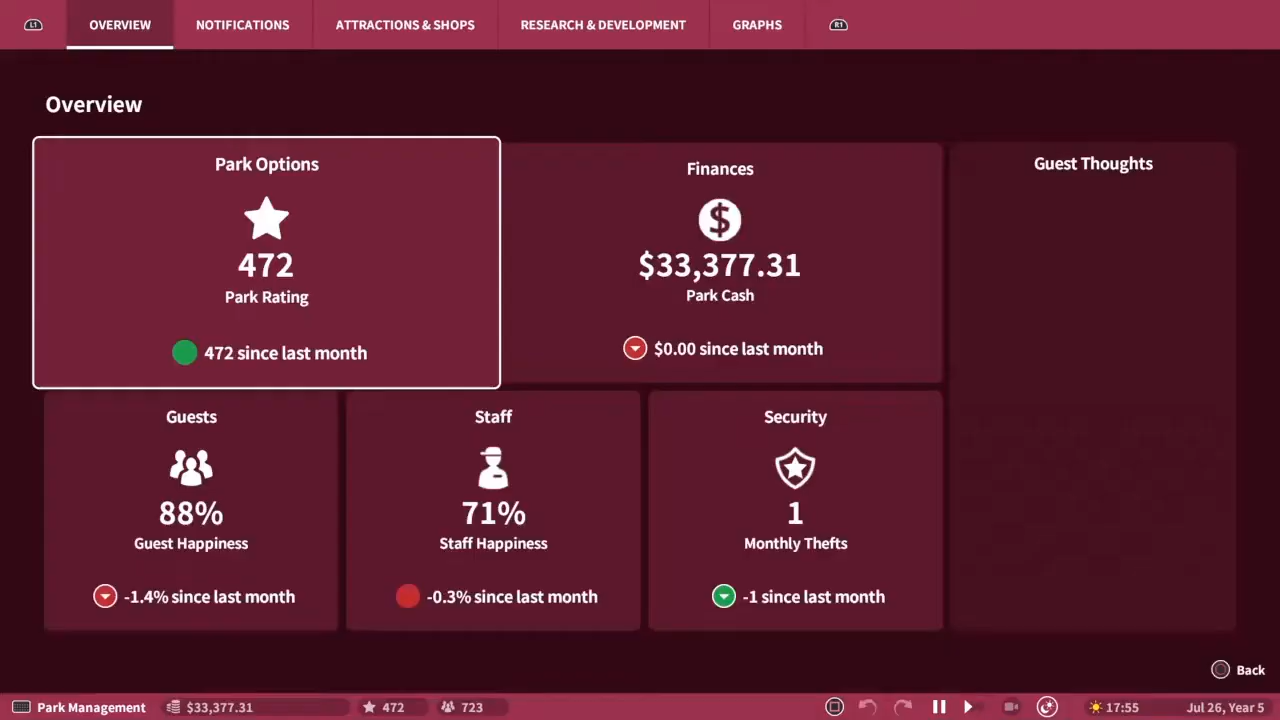 L1
OVERVIEW
NOTIFICATIONS
ATTRACTIONS & SHOPS
RESEARCH & DEVELOPMENT
GRAPHS
R1
Overview
Park Options
472
Park Rating
472 since last month
Finances
$
$33,377.31
Park Cash
$0.00 since last month
Guest Thoughts
Guests
88%
Guest Happiness
-1.4% since last month
Staff
71%
Staff Happiness
-0.3% since last month
Security
1
Monthly Thefts
-1 since last month
Back
Park Management
$33,377.31
472
723
17:55
Jul 26, Year 5